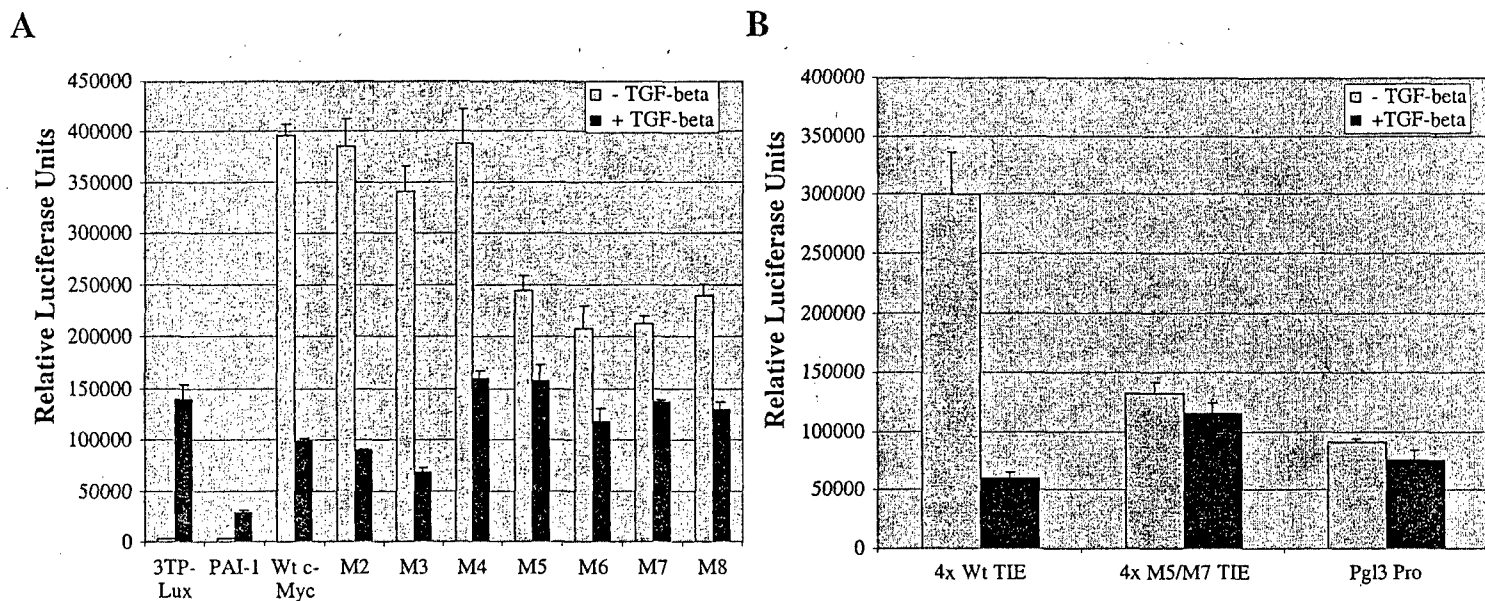 A
Relative Luciferase Units
450000
400000
350000
300000
250000
200000
150000
100000
50000
0
- TGF-beta
+ TGF-beta
3TP-
Lux
PAI-1
Wt c-
Myc
M2
M3
M4
M5
M6
M7
M8
B
Relative Luciferase Units
400000
350000
300000
250000
200000
150000
100000
50000
0
- TGF-beta
+TGF-beta
4x Wt TIE
4x M5/M7 TIE
Pgl3 Pro